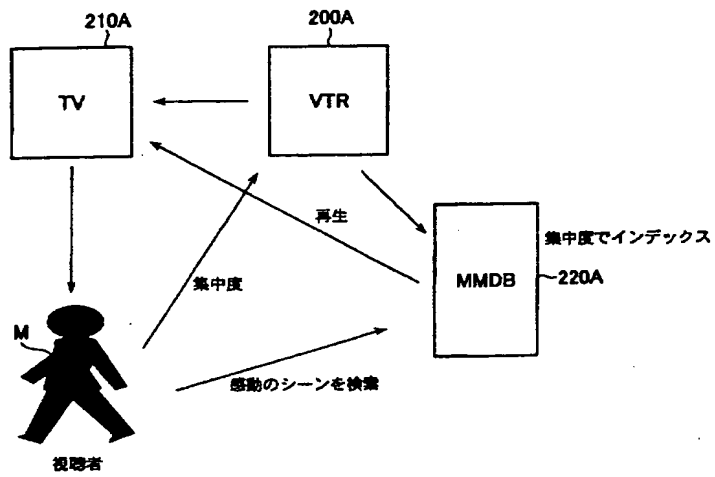 210A
200A
TV
VTR
再生
集中度でインデックス
MMDB
220A
集中度
M
感動のシーンを検索
視聴者